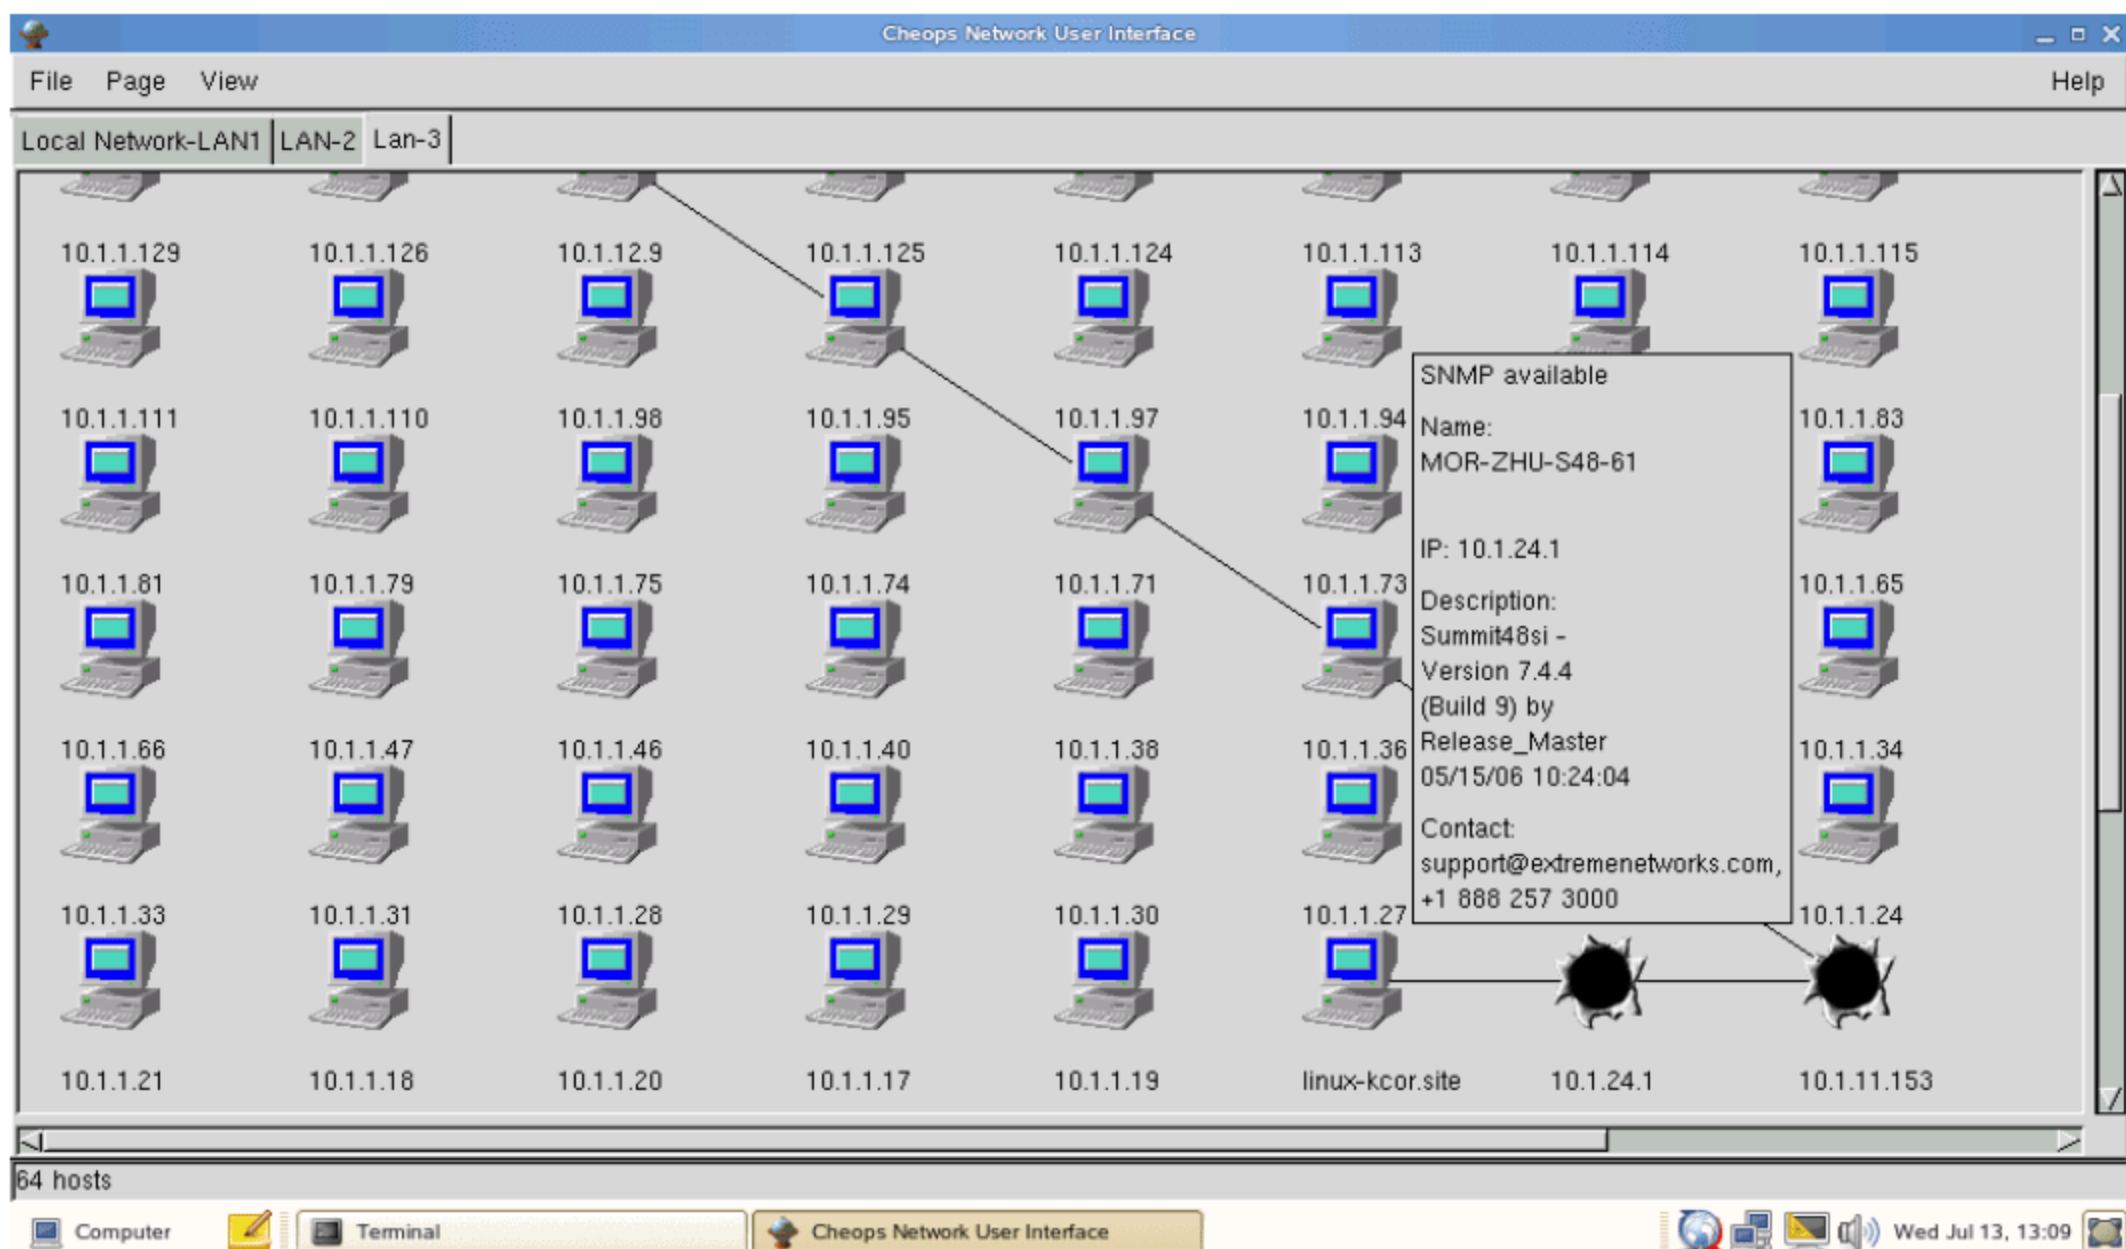 Cheops Network User Interface
File Page View Help
Local Network-LAN1 LAN-2 Lan-3
10.1.1.129 10.1.1.126 10.1.12.9 10.1.1.125 10.1.1.124 10.1.1.113 10.1.1.114 10.1.1.115
10.1.1.111 10.1.1.110 10.1.1.98 10.1.1.95 10.1.1.97 10.1.1.94 10.1.1.83
10.1.1.81 10.1.1.79 10.1.1.75 10.1.1.74 10.1.1.71 10.1.1.73 10.1.1.65
10.1.1.66 10.1.1.47 10.1.1.46 10.1.1.40 10.1.1.38 10.1.1.36 10.1.1.34
10.1.1.33 10.1.1.31 10.1.1.28 10.1.1.29 10.1.1.30 10.1.1.27 10.1.1.24
10.1.1.21 10.1.1.18 10.1.1.20 10.1.1.17 10.1.1.19 linux-kcor.site 10.1.24.1 10.1.11.153
SNMP available
Name:
MOR-ZHU-S48-61
IP: 10.1.24.1
Description:
Summit48si -
Version 7.4.4
(Build 9) by
Release_Master
05/15/06 10:24:04
Contact:
support@extremenetworks.com,
+1 888 257 3000
64 hosts
Computer Terminal Cheops Network User Interface Wed Jul 13, 13:09